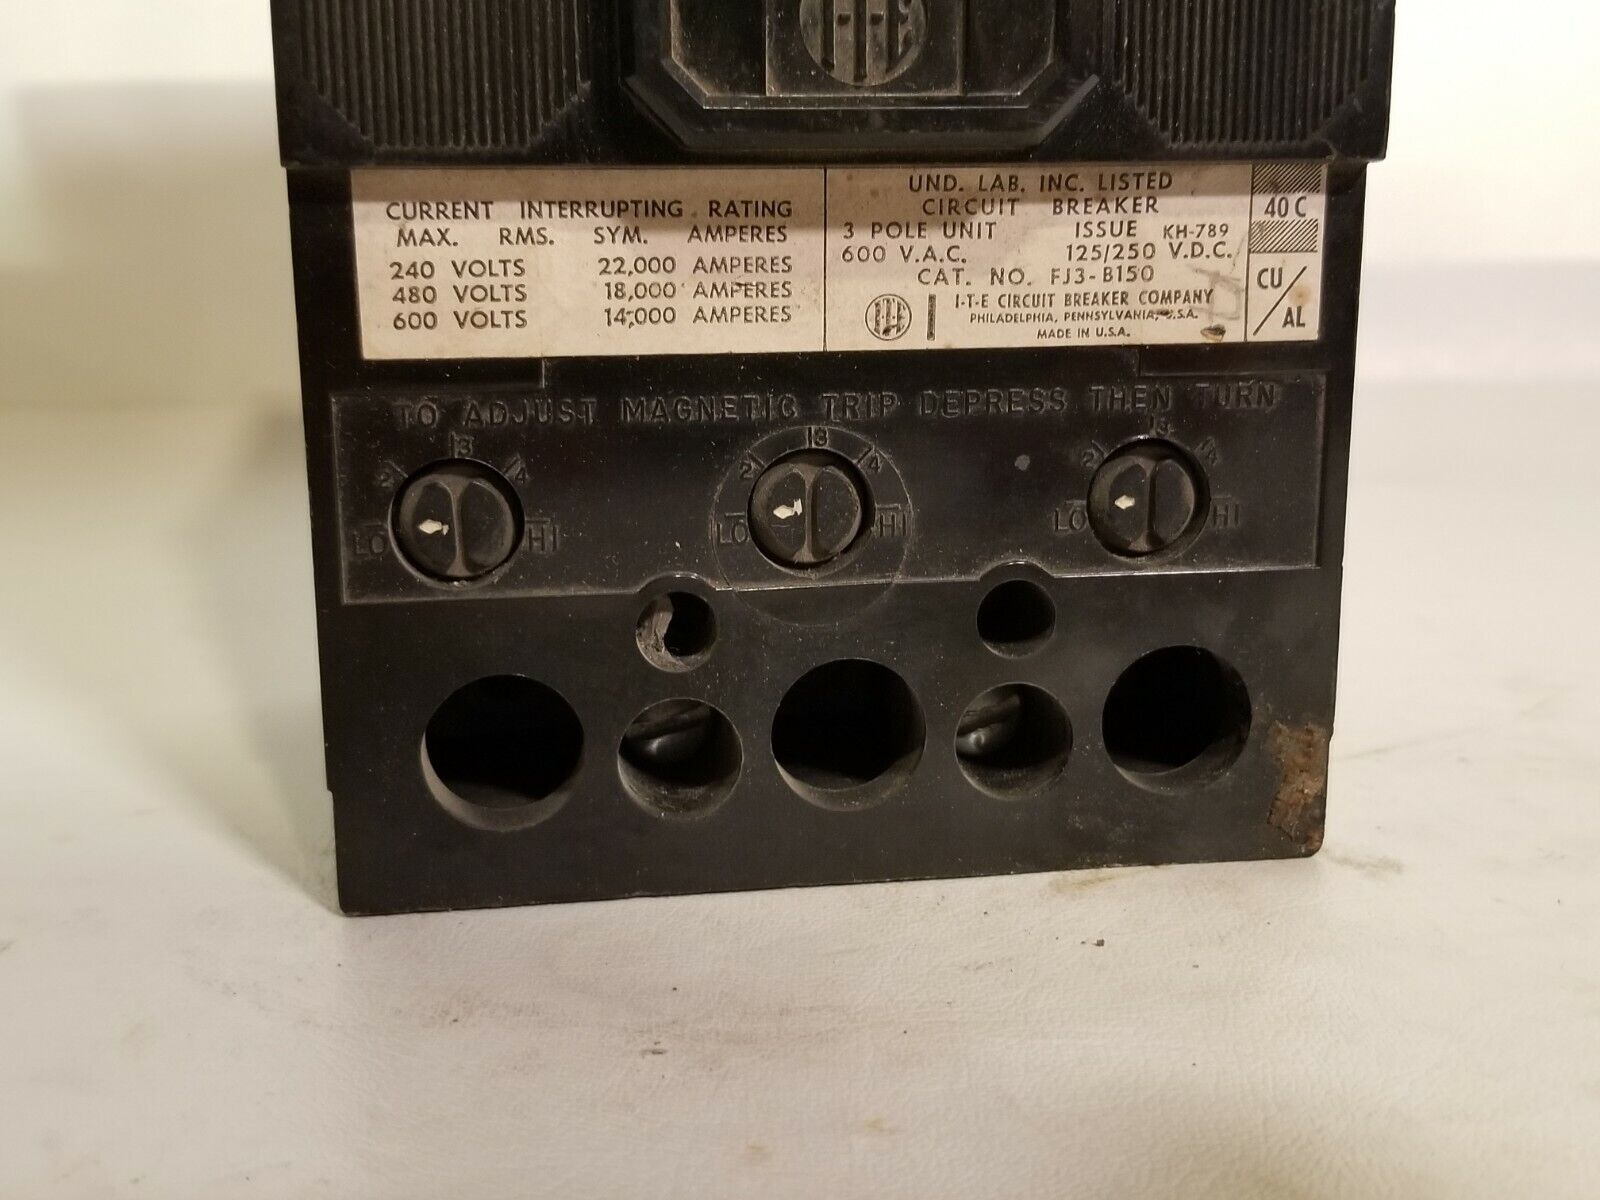 CURRENT INTERRUPTING RATING
MAX. RMS. SYM. AMPERES
240 VOLTS 22,000 AMPERES
480 VOLTS 18,000 AMPERES
600 VOLTS 14,000 AMPERES
UND. LAB. INC. LISTED
CIRCUIT BREAKER
3 POLE UNIT ISSUE KH-789
600 V.A.C. 125/250 V.D.C.
CAT. NO. FJ3-B150
I-T-E CIRCUIT BREAKER COMPANY
PHILADELPHIA, PENNSYLVANIA, U.S.A.
MADE IN U.S.A.
40 C
CU/AL
TO ADJUST MAGNETIC TRIP DEPRESS THEN TURN
LO 2 3 4 HI
LO 2 3 4 HI
LO 2 3 4 HI